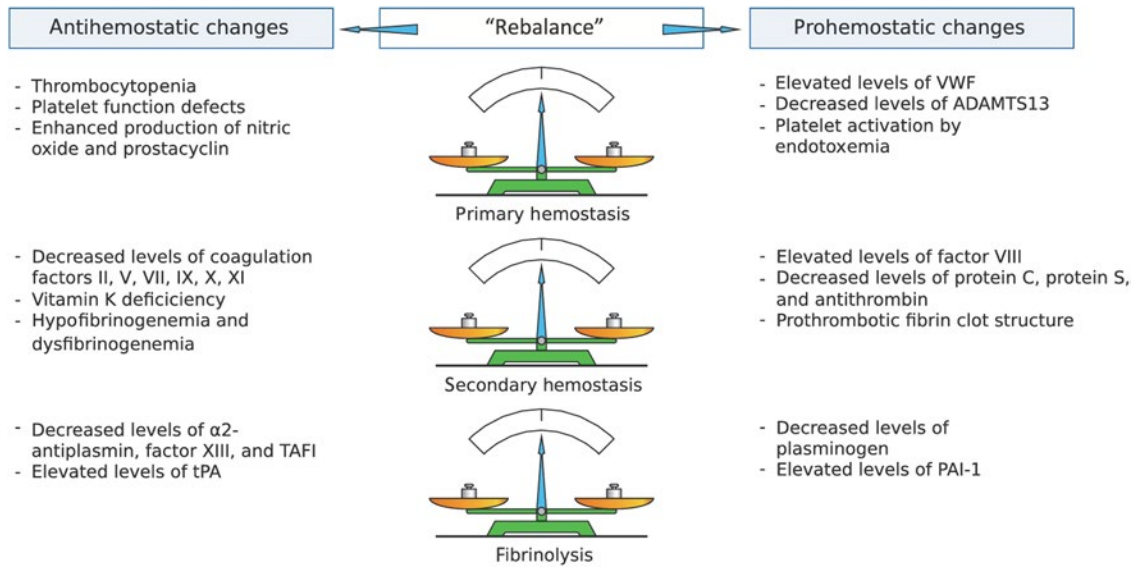 Antihemostatic changes
“Rebalance”
Prohemostatic changes
- Thrombocytopenia
- Platelet function defects
- Enhanced production of nitric
oxide and prostacyclin
- Elevated levels of VWF
- Decreased levels of ADAMTS13
- Platelet activation by
endotoxemia
Primary hemostasis
- Decreased levels of coagulation
factors II, V, VII, IX, X, XI
- Vitamin K deficiciency
- Hypofibrinogenemia and
dysfibrinogenemia
- Elevated levels of factor VIII
- Decreased levels of protein C, protein S,
and antithrombin
- Prothrombotic fibrin clot structure
Secondary hemostasis
- Decreased levels of α2-
antiplasmin, factor XIII, and TAFI
- Elevated levels of tPA
- Decreased levels of
plasminogen
- Elevated levels of PAI-1
Fibrinolysis